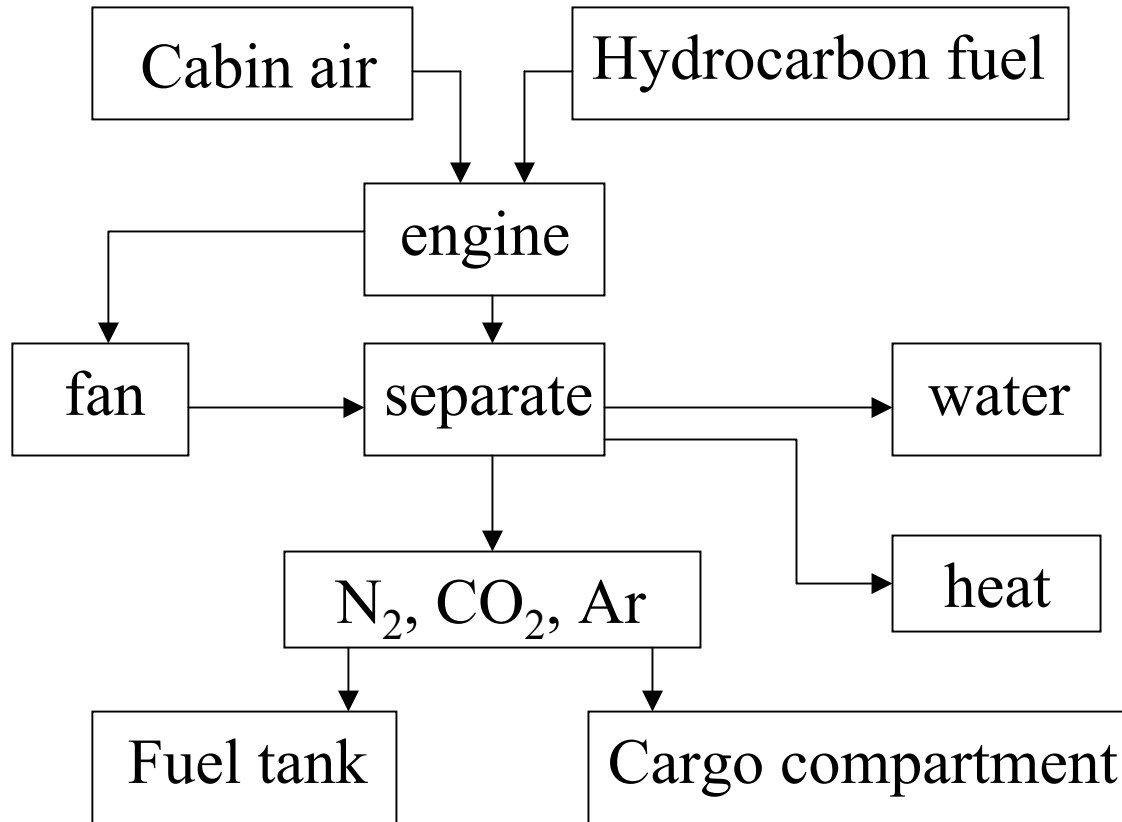 Cabin air
Hydrocarbon fuel
engine
fan
separate
water
heat
N₂, CO₂, Ar
Fuel tank
Cargo compartment